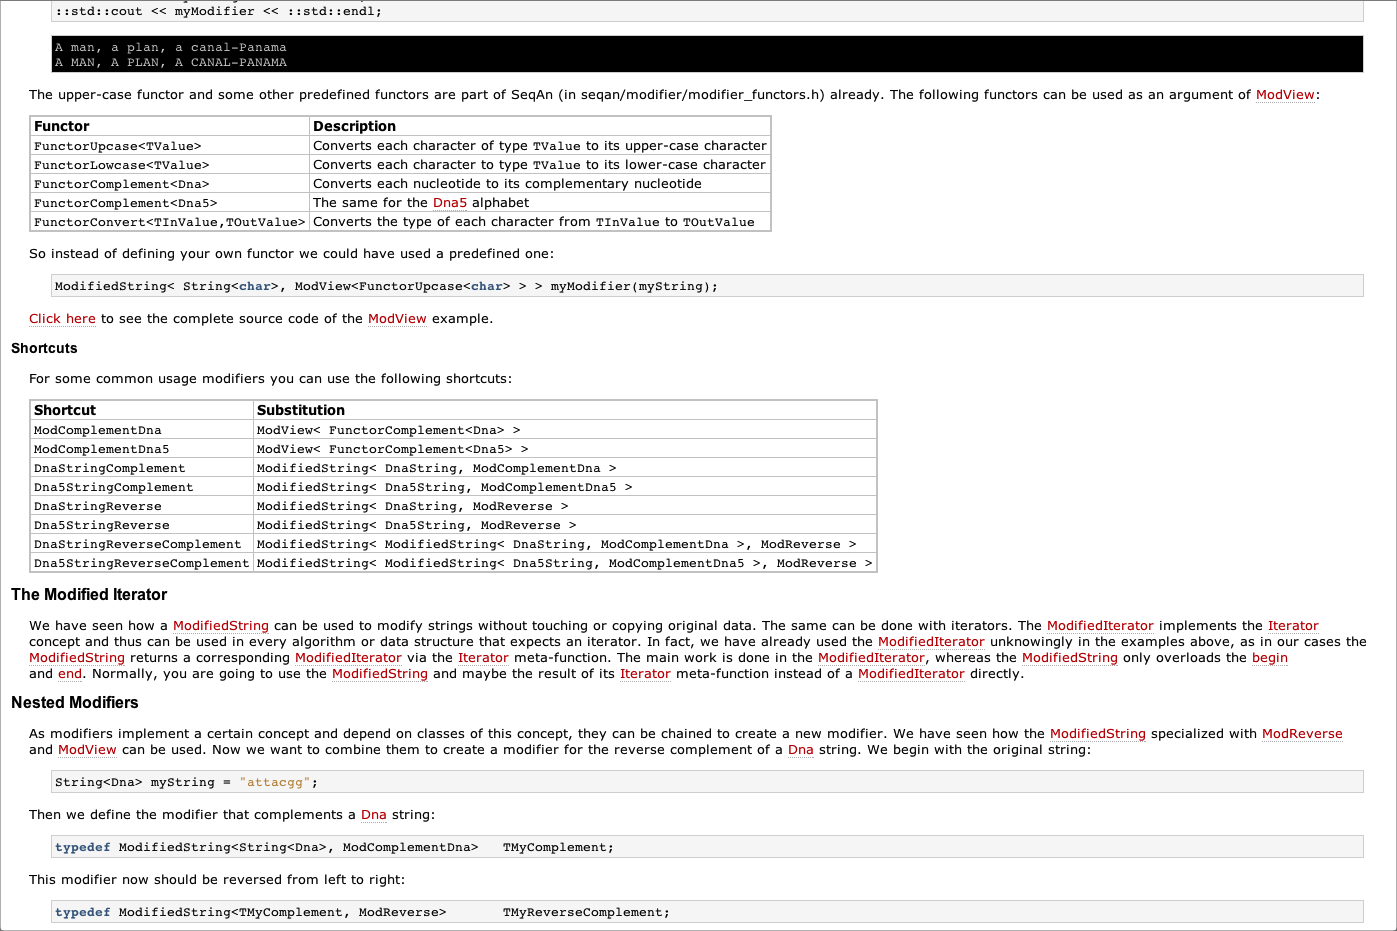 ::std::cout << myModifier << ::std::endl;
A man, a plan, a canal-Panama
A MAN, A PLAN, A CANAL-PANAMA
The upper-case functor and some other predefined functors are part of SeqAn (in seqan/modifier/modifier_functors.h) already. The following functors can be used as an argument of ModView:
Functor Description
FunctorUpcase<TValue> Converts each character of type TValue to its upper-case character
FunctorLowcase<TValue> Converts each character to type TValue to its lower-case character
FunctorComplement<Dna> Converts each nucleotide to its complementary nucleotide
FunctorComplement<Dna5> The same for the Dna5 alphabet
FunctorConvert<TInValue,TOutValue> Converts the type of each character from TInValue to TOutValue
So instead of defining your own functor we could have used a predefined one:
ModifiedString< String<char>, ModView<FunctorUpcase<char> > > myModifier(myString);
Click here to see the complete source code of the ModView example.
Shortcuts
For some common usage modifiers you can use the following shortcuts:
Shortcut Substitution
ModComplementDna ModView< FunctorComplement<Dna> >
ModComplementDna5 ModView< FunctorComplement<Dna5> >
DnaStringComplement ModifiedString< DnaString, ModComplementDna >
Dna5StringComplement ModifiedString< Dna5String, ModComplementDna5 >
DnaStringReverse ModifiedString< DnaString, ModReverse >
Dna5StringReverse ModifiedString< Dna5String, ModReverse >
DnaStringReverseComplement ModifiedString< ModifiedString< DnaString, ModComplementDna >, ModReverse >
Dna5StringReverseComplement ModifiedString< ModifiedString< Dna5String, ModComplementDna5 >, ModReverse >
The Modified Iterator
We have seen how a ModifiedString can be used to modify strings without touching or copying original data. The same can be done with iterators. The ModifiedIterator implements the Iterator
concept and thus can be used in every algorithm or data structure that expects an iterator. In fact, we have already used the ModifiedIterator unknowingly in the examples above, as in our cases the
ModifiedString returns a corresponding ModifiedIterator via the Iterator meta-function. The main work is done in the ModifiedIterator, whereas the ModifiedString only overloads the begin
and end. Normally, you are going to use the ModifiedString and maybe the result of its Iterator meta-function instead of a ModifiedIterator directly.
Nested Modifiers
As modifiers implement a certain concept and depend on classes of this concept, they can be chained to create a new modifier. We have seen how the ModifiedString specialized with ModReverse
and ModView can be used. Now we want to combine them to create a modifier for the reverse complement of a Dna string. We begin with the original string:
String<Dna> myString = "attacgg";
Then we define the modifier that complements a Dna string:
typedef ModifiedString<String<Dna>, ModComplementDna>   TMyComplement;
This modifier now should be reversed from left to right:
typedef ModifiedString<TMyComplement, ModReverse>       TMyReverseComplement;